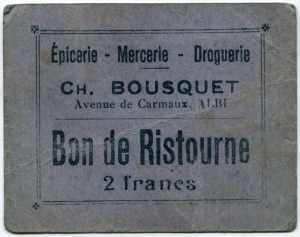 Épicerie - Mercerie - Droguerie
CH. BOUSQUET
Avenue de Carmaux, ALBI
Bon de Ristourne
2 francs